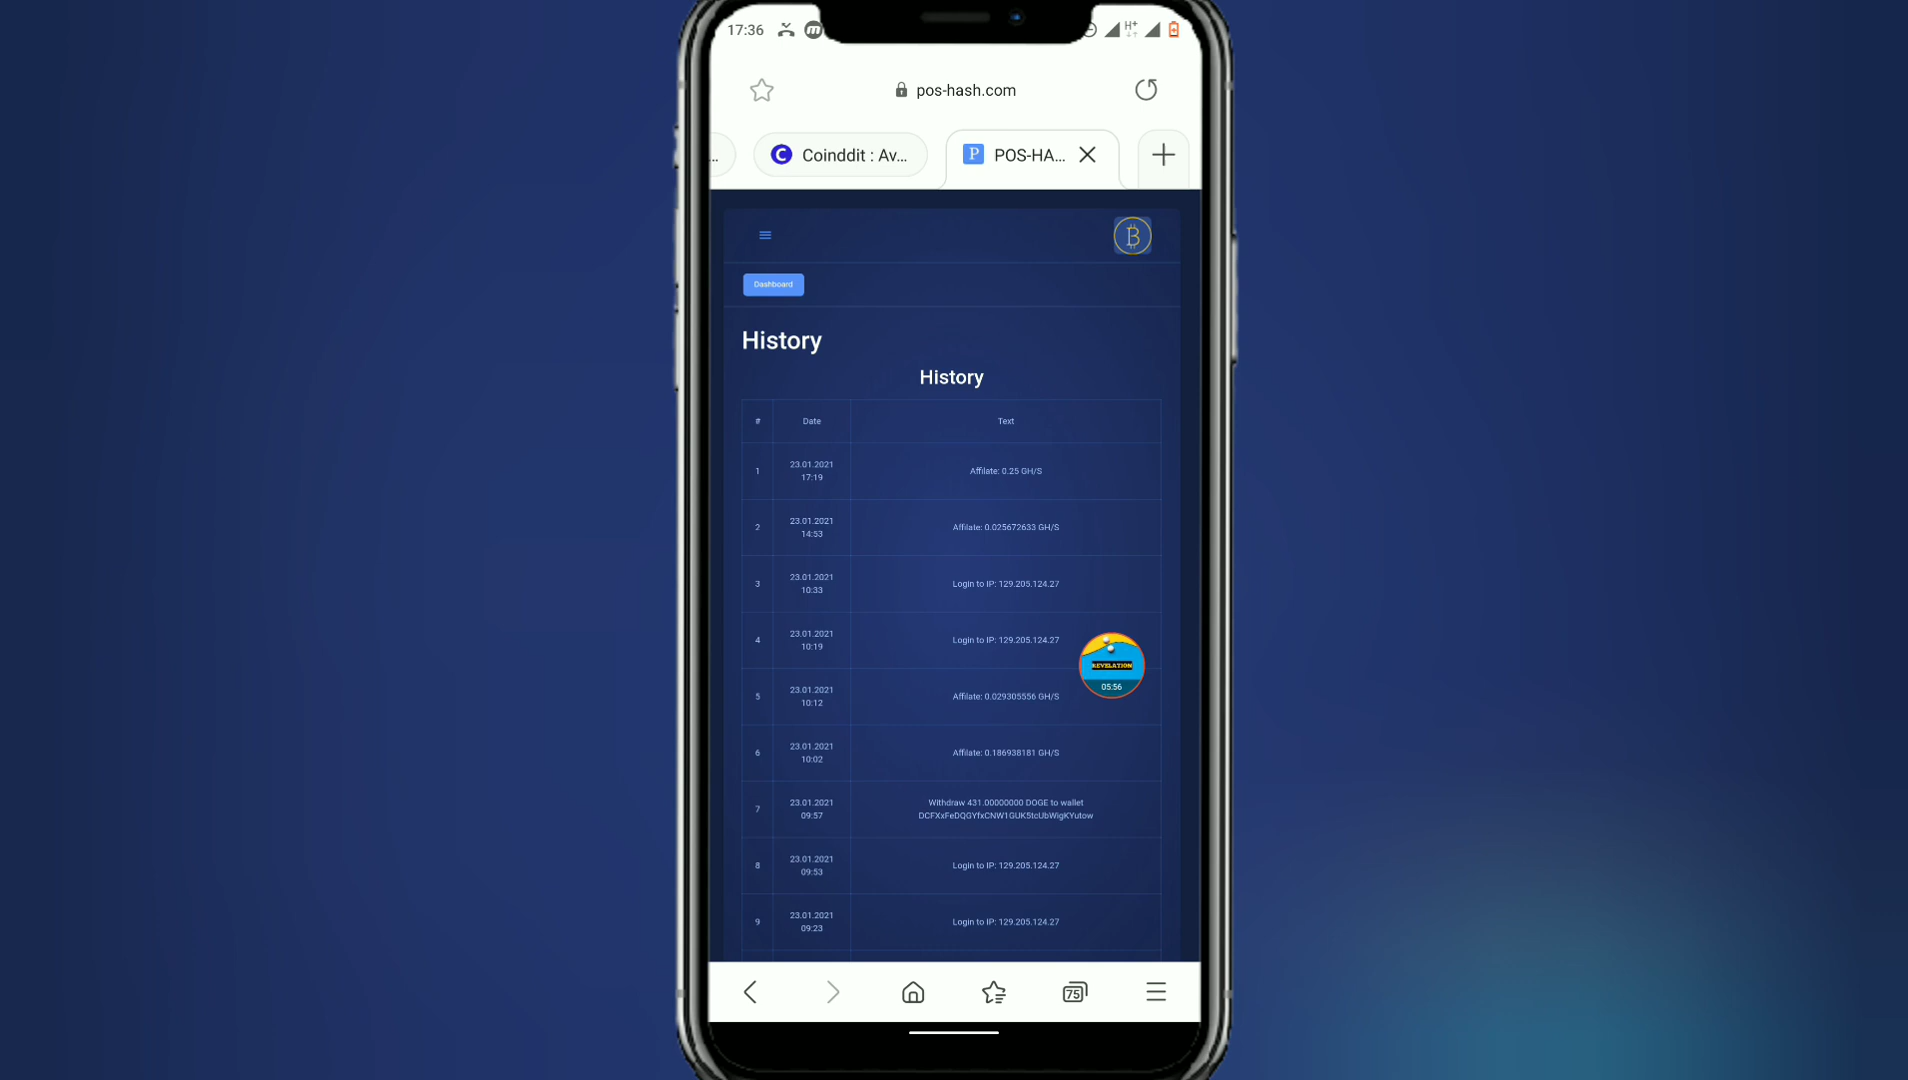 17:36
H+
pos-hash.com
...
Coinddit : Av...
POS-HA...
Dashboard
History
History
# Date Text
1 23.01.2021 17:19 Affilate: 0.25 GH/S
2 23.01.2021 14:53 Affilate: 0.025672633 GH/S
3 23.01.2021 10:33 Login to IP: 129.205.124.27
4 23.01.2021 10:19 Login to IP: 129.205.124.27
REVELATION
05:56
5 23.01.2021 10:12 Affilate: 0.029305556 GH/S
6 23.01.2021 10:02 Affilate: 0.186938181 GH/S
7 23.01.2021 09:57 Withdraw 431.00000000 DOGE to wallet
DCFXxFeDQGYfxCNW1GUK5tcUbWigKYutow
8 23.01.2021 09:53 Login to IP: 129.205.124.27
9 23.01.2021 09:23 Login to IP: 129.205.124.27
75